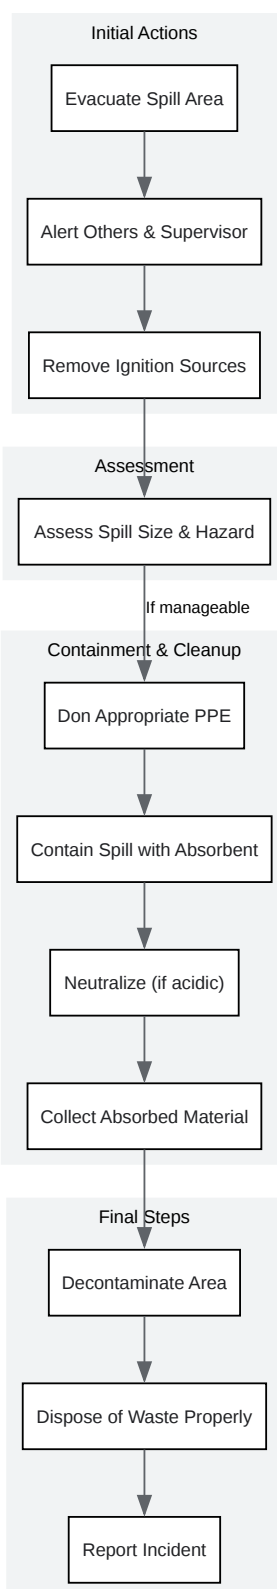 Initial Actions
Evacuate Spill Area
Alert Others & Supervisor
Remove Ignition Sources
Assessment
Assess Spill Size & Hazard
If manageable
Containment & Cleanup
Don Appropriate PPE
Contain Spill with Absorbent
Neutralize (if acidic)
Collect Absorbed Material
Final Steps
Decontaminate Area
Dispose of Waste Properly
Report Incident